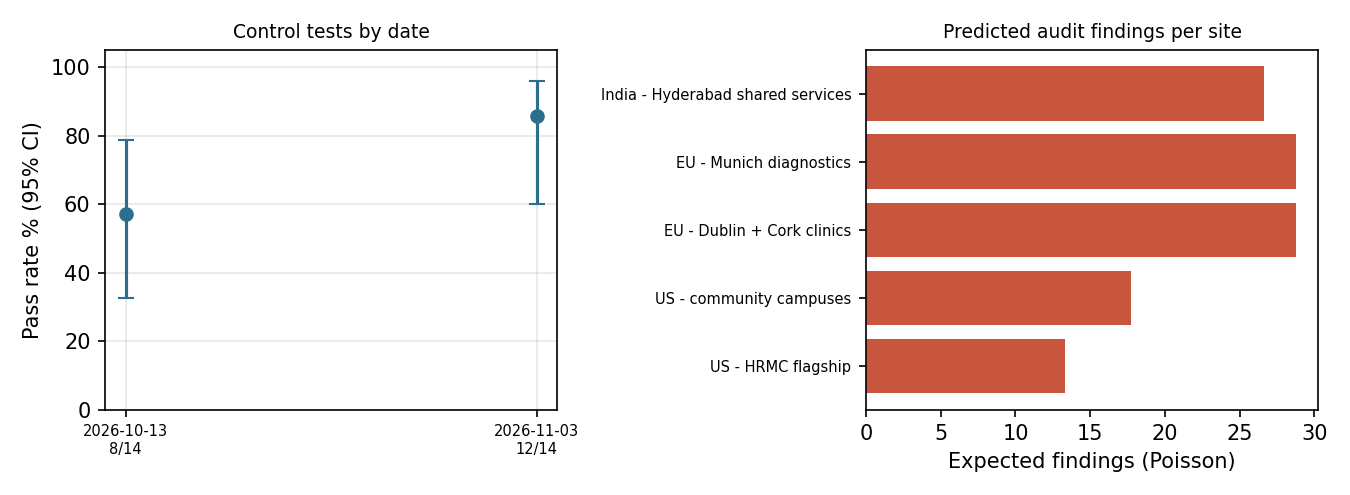 Control tests by date
Pass rate % (95% CI)
100
80
60
40
20
0
2026-10-13
8/14
2026-11-03
12/14
Predicted audit findings per site
India - Hyderabad shared services
EU - Munich diagnostics
EU - Dublin + Cork clinics
US - community campuses
US - HRMC flagship
0 5 10 15 20 25 30
Expected findings (Poisson)